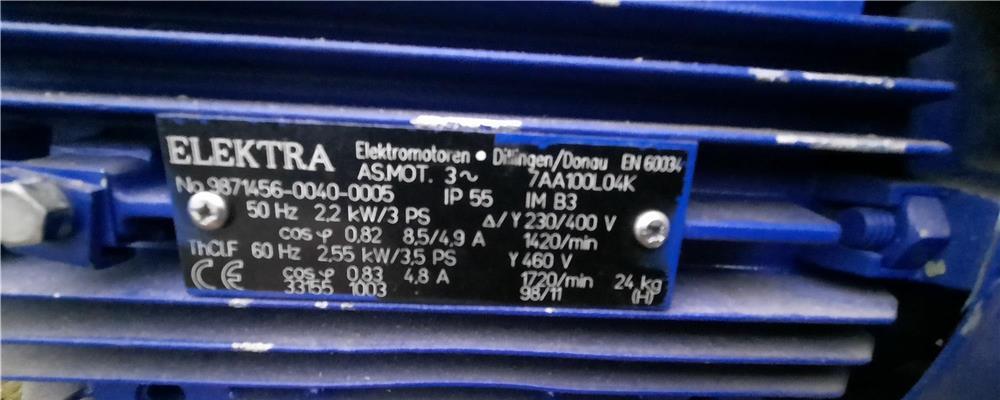 ELEKTRA Elektromotoren • Dillingen/Donau EN 60034
AS.MOT. 3~ 7AA100L04K
No 9871456-0040-0005 IP 55 IM B3
50 Hz 2,2 kW/3 PS Δ/Y 230/400 V
cos φ 0.82 8,5/4,9 A 1420/min
Th.Cl.F 60 Hz 2,55 kW/3,5 PS Y 460 V
CE cos φ 0.83 4,8 A 1720/min 24 kg
33155 1003 98/11 (H)